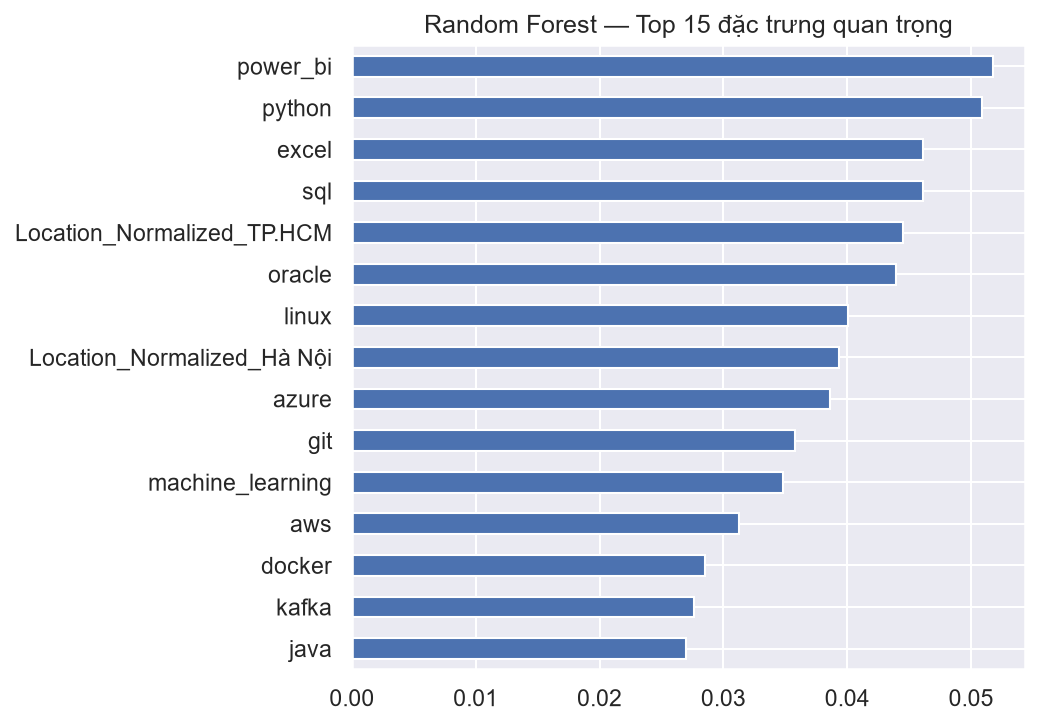 Random Forest — Top 15 đặc trưng quan trọng
power_bi
python
excel
sql
Location_Normalized_TP.HCM
oracle
linux
Location_Normalized_Hà Nội
azure
git
machine_learning
aws
docker
kafka
java
0.00 0.01 0.02 0.03 0.04 0.05